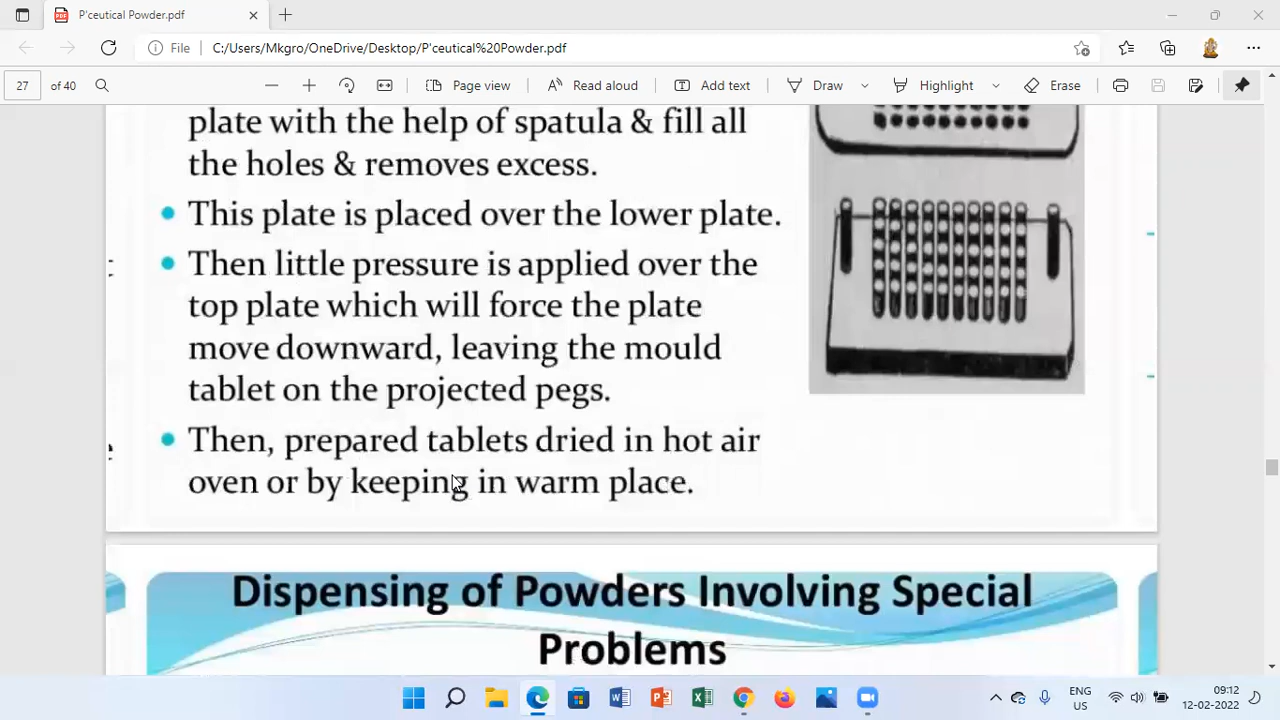 P'ceutical Powder.pdf
File
C:/Users/Mkgro/OneDrive/Desktop/P'ceutical%20Powder.pdf
27 of 40
Page view
Read aloud
Add text
Draw
Highlight
Erase
plate with the help of spatula & fill all
the holes & removes excess.
This plate is placed over the lower plate.
Then little pressure is applied over the
top plate which will force the plate
move downward, leaving the mould
tablet on the projected pegs.
Then, prepared tablets dried in hot air
oven or by keeping in warm place.
Dispensing of Powders Involving Special
Problems
ENG
US
09:12
12-02-2022